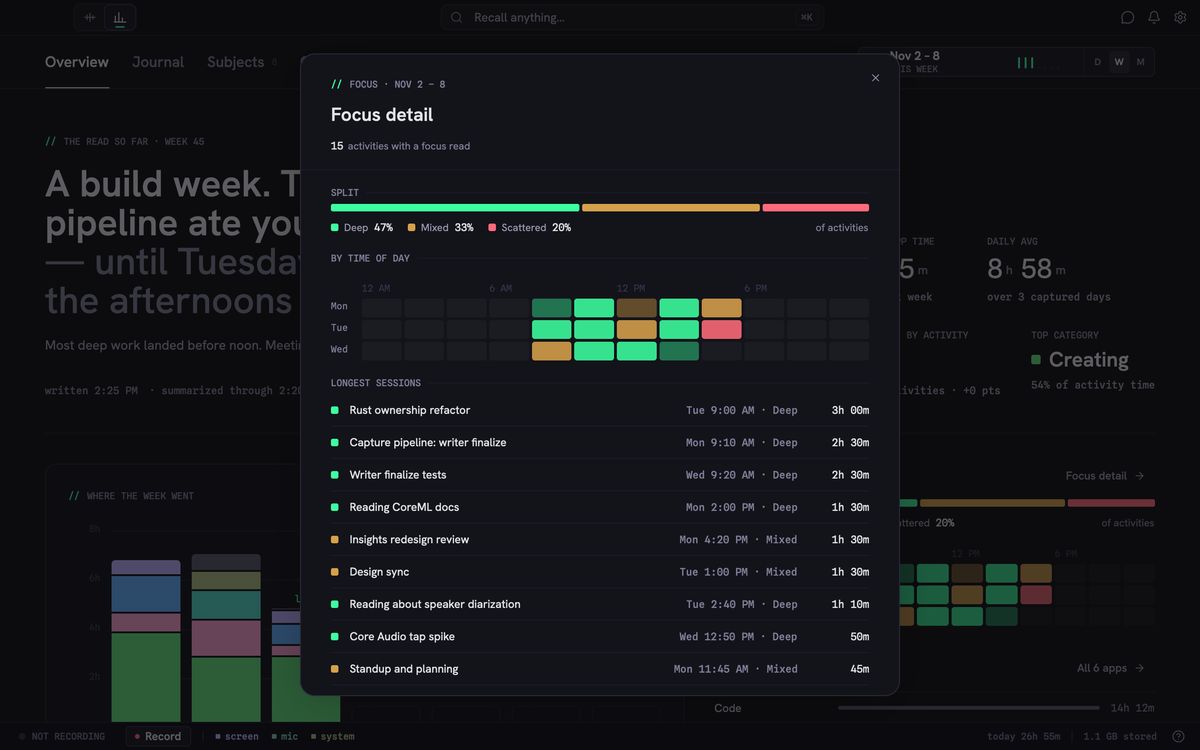 Recall anything...
⌘K
Overview
Journal
Subjects 6
Nov 2 – 8
IS WEEK
D W M
// THE READ SO FAR · WEEK 45
A build week. T
pipeline ate you
— until Tuesda
the afternoons
Most deep work landed before noon. Meeti
written 2:25 PM · summarized through 2:20
P TIME
5 m
week
DAILY AVG
8 h 58 m
over 3 captured days
BY ACTIVITY
ivities · +0 pts
TOP CATEGORY
Creating
54% of activity time
// WHERE THE WEEK WENT
8h
6h
4h
2h
// FOCUS · NOV 2 – 8
Focus detail
15 activities with a focus read
SPLIT
Deep 47% Mixed 33% Scattered 20%
of activities
BY TIME OF DAY
12 AM 6 AM 12 PM 6 PM
Mon
Tue
Wed
LONGEST SESSIONS
Rust ownership refactor Tue 9:00 AM · Deep 3h 00m
Capture pipeline: writer finalize Mon 9:10 AM · Deep 2h 30m
Writer finalize tests Wed 9:20 AM · Deep 2h 30m
Reading CoreML docs Mon 2:00 PM · Deep 1h 30m
Insights redesign review Mon 4:20 PM · Mixed 1h 30m
Design sync Tue 1:00 PM · Mixed 1h 30m
Reading about speaker diarization Tue 2:40 PM · Deep 1h 10m
Core Audio tap spike Wed 12:50 PM · Deep 50m
Standup and planning Mon 11:45 AM · Mixed 45m
Focus detail →
ttered 20%
of activities
12 PM 6 PM
All 6 apps →
Code 14h 12m
NOT RECORDING
Record
screen mic system
today 26h 55m
1.1 GB stored